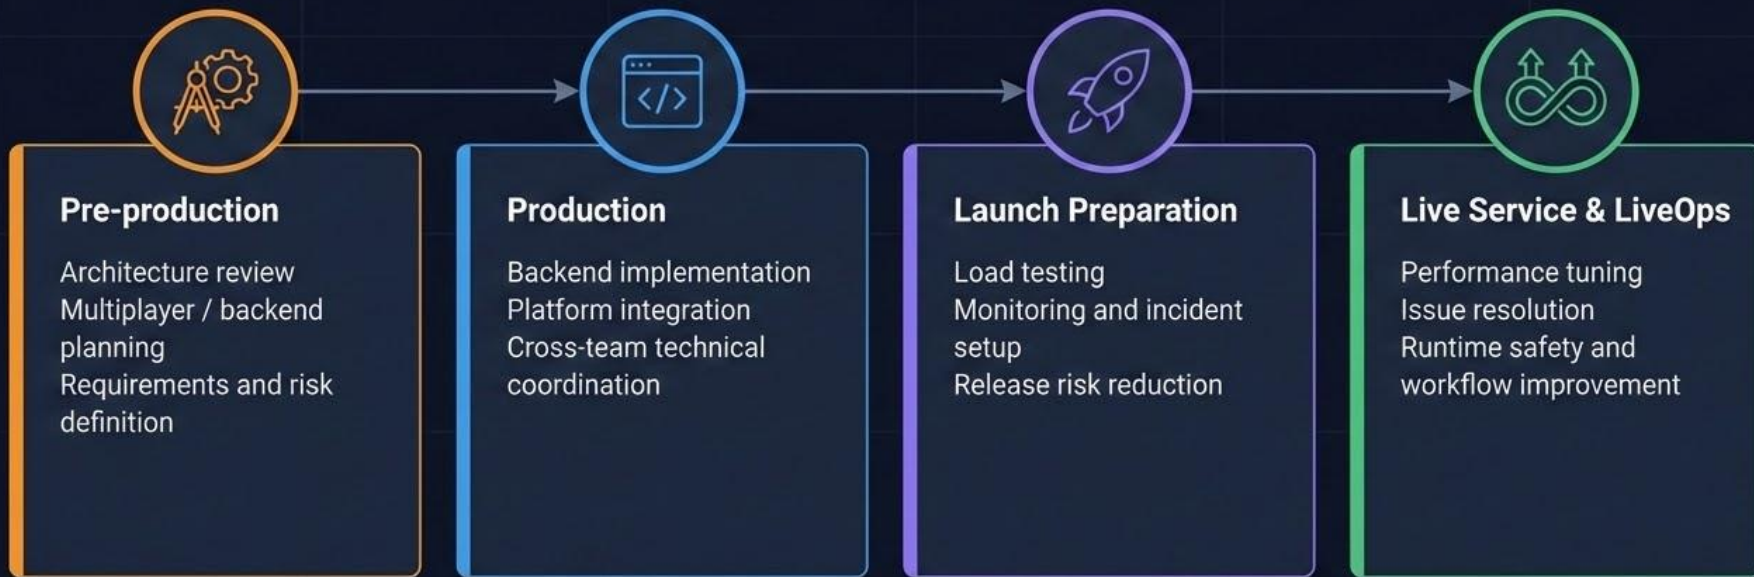 </>
Pre-production
Architecture review
Multiplayer / backend
planning
Requirements and risk
definition
Production
Backend implementation
Platform integration
Cross-team technical
coordination
Launch Preparation
Load testing
Monitoring and incident
setup
Release risk reduction
Live Service & LiveOps
Performance tuning
Issue resolution
Runtime safety and
workflow improvement